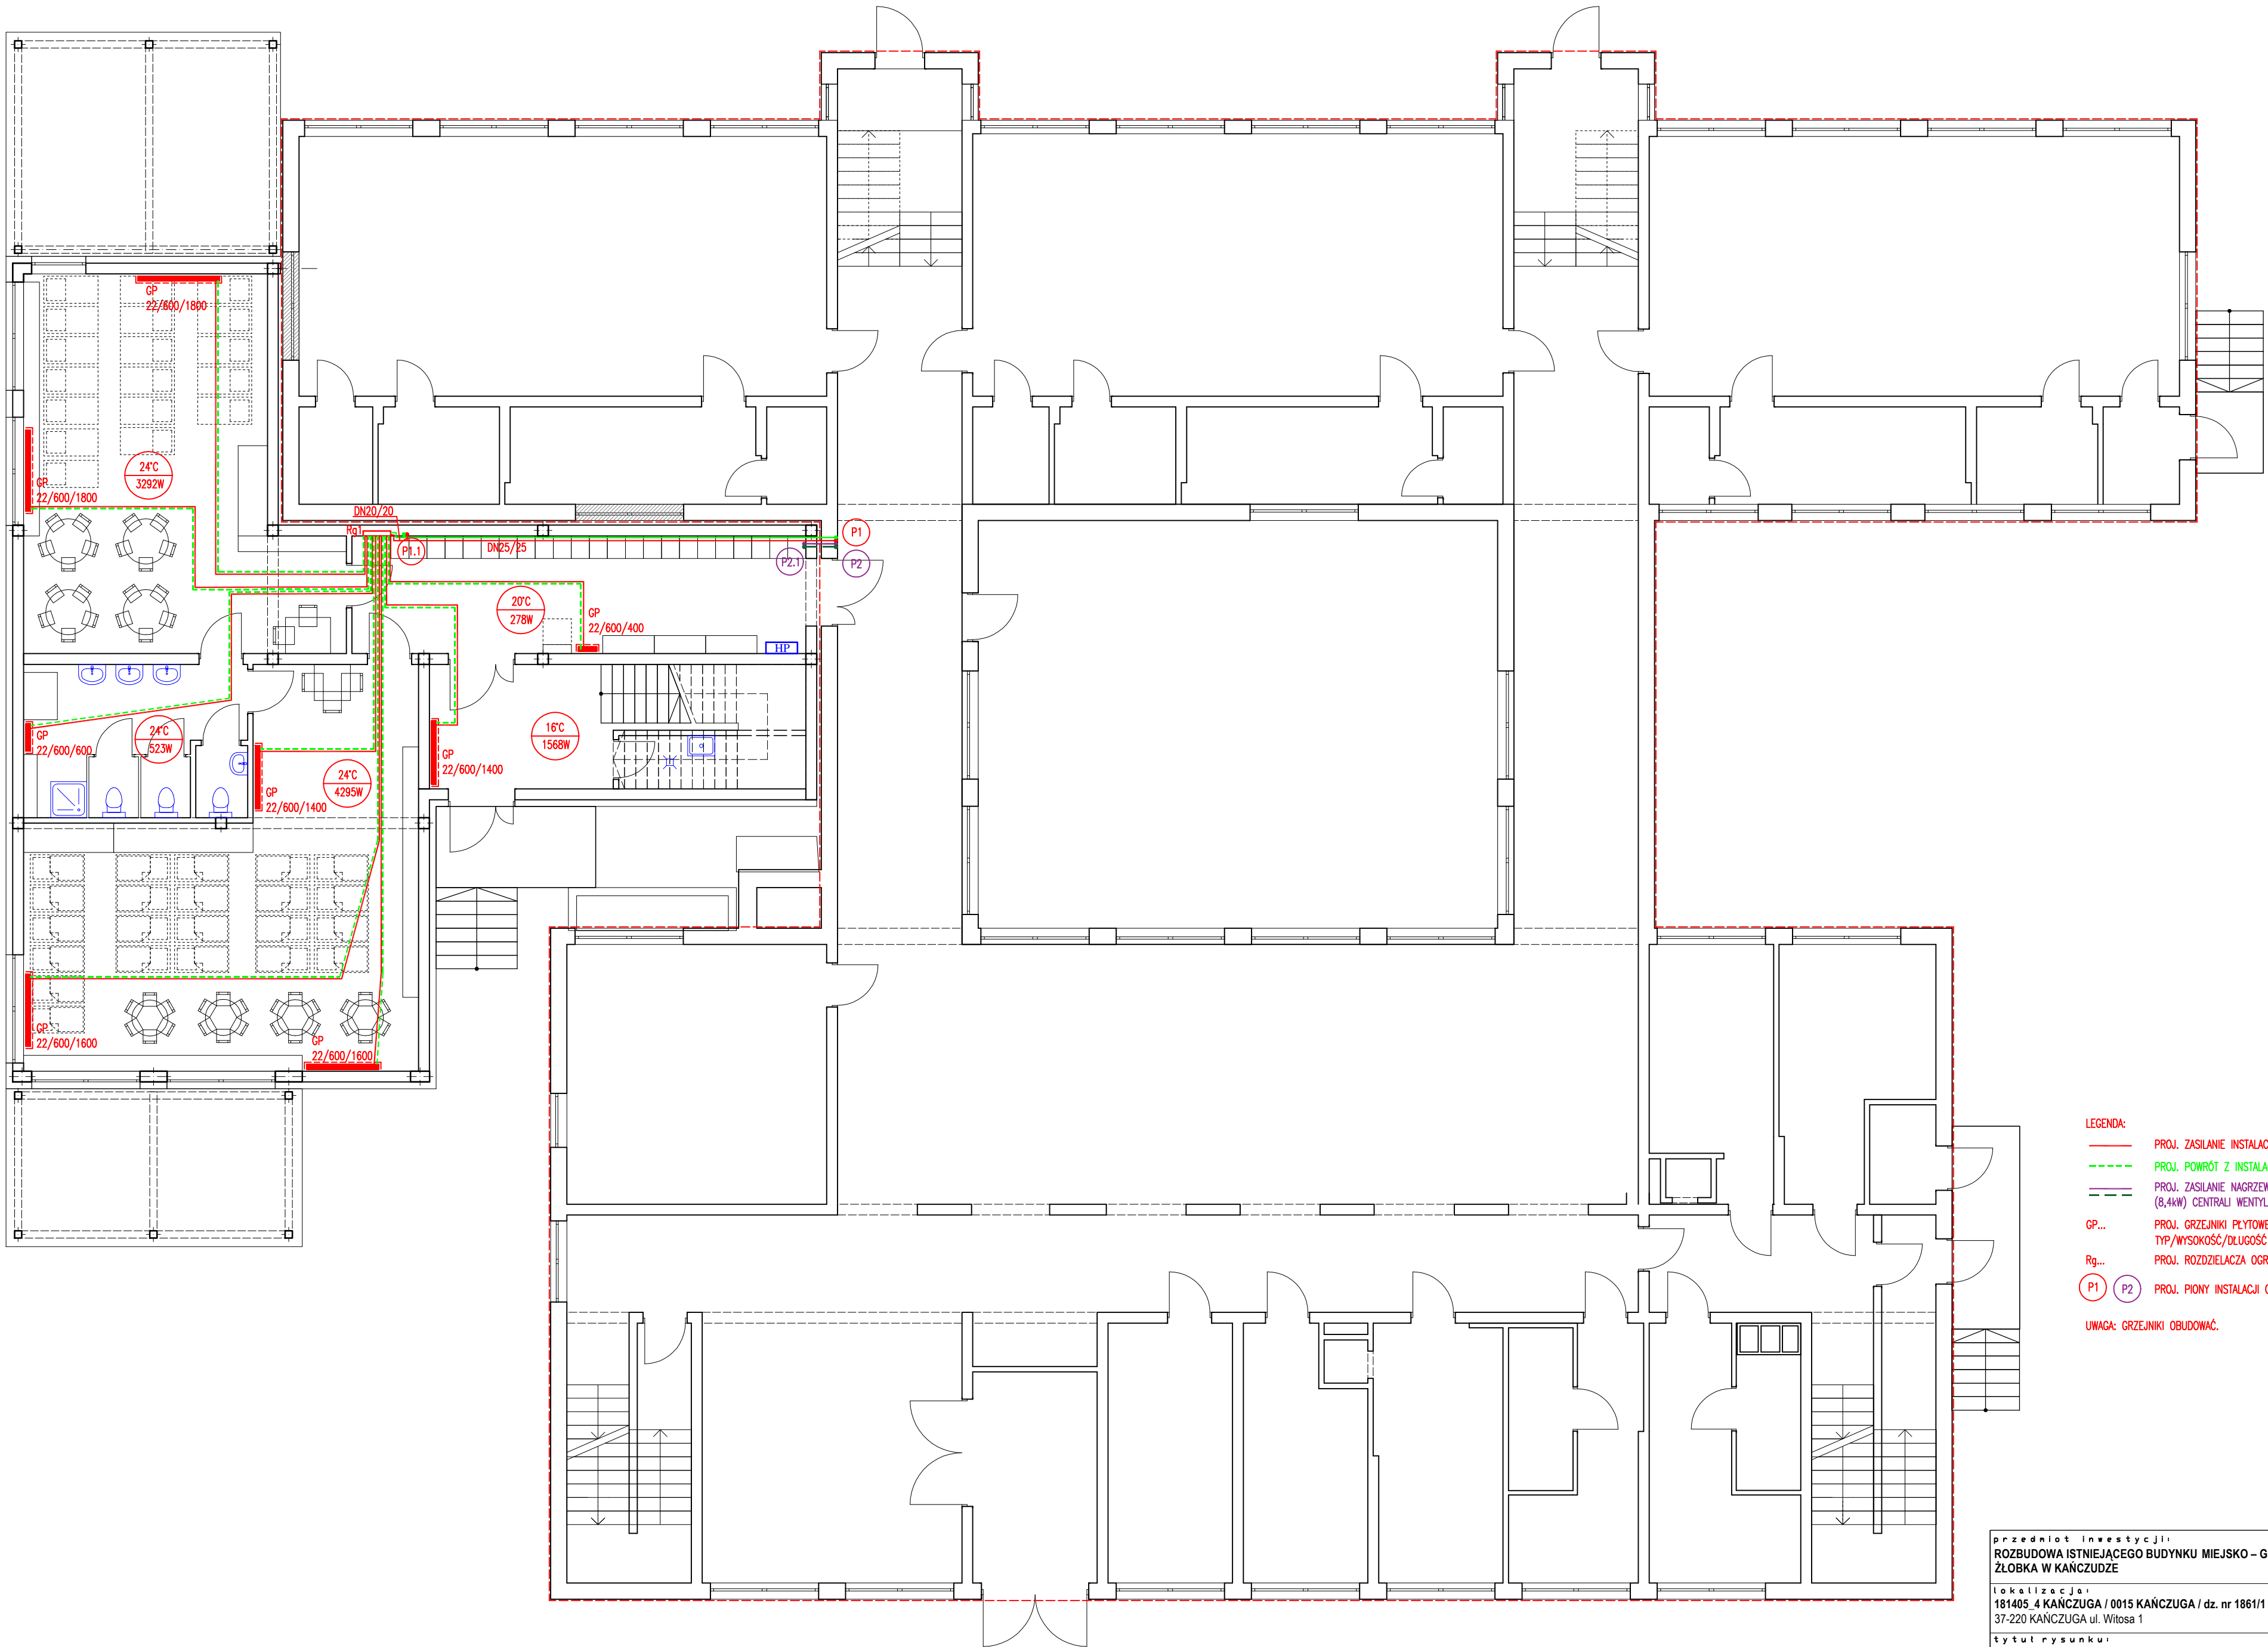 GP
22/600/1800
24°C
3292W
GP
22/600/1800
DN20/20
Rg1
P1.1
DN25/25
P1
P2.1
P2
20°C
278W
GP
22/600/400
HP
GP
22/600/600
24°C
523W
16°C
1568W
GP
22/600/1400
24°C
4295W
GP
22/600/1400
GP
22/600/1600
GP
22/600/1600
LEGENDA:
PROJ. ZASILANIE INSTALAC
PROJ. POWRÓT Z INSTALA
PROJ. ZASILANIE NAGRZEW
(8,4kW) CENTRALI WENTYL
GP... PROJ. GRZEJNIKI PŁYTOWE
TYP/WYSOKOŚĆ/DŁUGOŚĆ
Rg... PROJ. ROZDZIELACZA OGR
P1 P2 PROJ. PIONY INSTALACJI
UWAGA: GRZEJNIKI OBUDOWAĆ.
przedmiot inwestycji:
ROZBUDOWA ISTNIEJĄCEGO BUDYNKU MIEJSKO – G
ŻŁOBKA W KAŃCZUDZE
lokalizacja:
181405_4 KAŃCZUGA / 0015 KAŃCZUGA / dz. nr 1861/1
37-220 KAŃCZUGA ul. Witosa 1
tytuł rysunku: